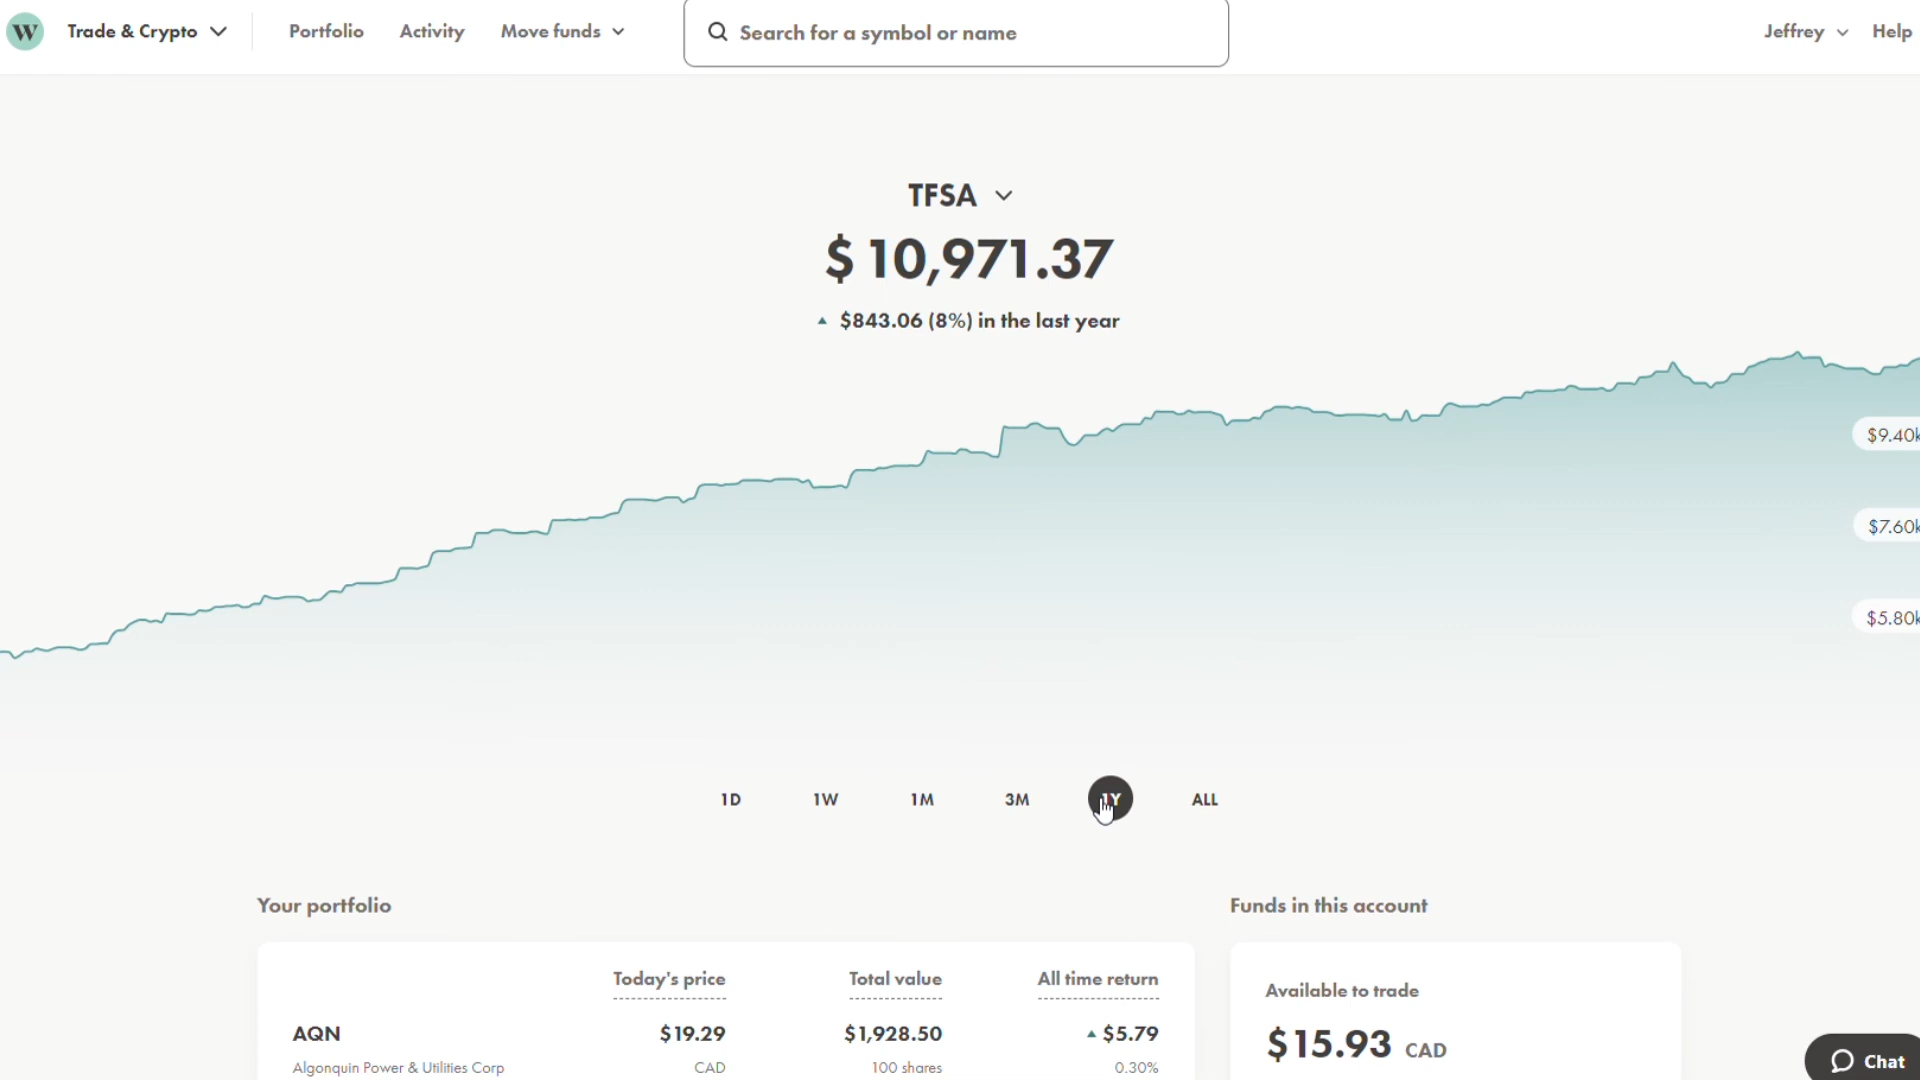 W Trade & Crypto Portfolio Activity Move funds Search for a symbol or name Jeffrey Help
TFSA
$10,971.37
$843.06 (8%) in the last year
$9.40k
$7.60k
$5.80k
1D 1W 1M 3M 1Y ALL
Your portfolio
Today's price Total value All time return
AQN $19.29 $1,928.50 $5.79
Algonquin Power & Utilities Corp CAD 100 shares 0.30%
Funds in this account
Available to trade
$15.93 CAD
Chat